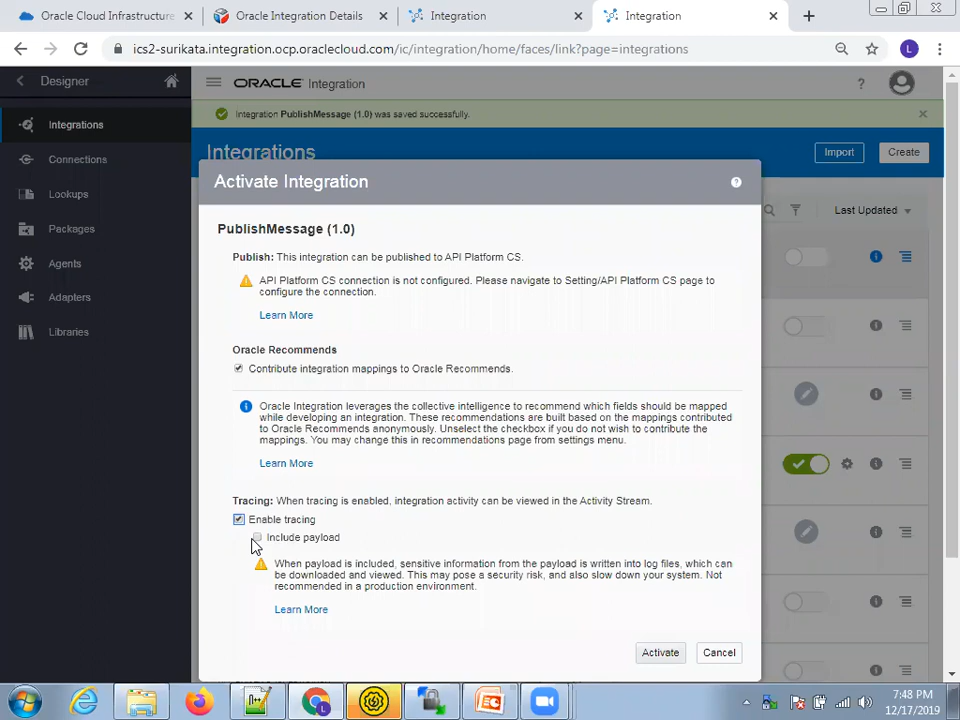 Oracle Cloud Infrastructure
Oracle Integration Details
Integration
Integration
ics2-surikata.integration.ocp.oraclecloud.com/ic/integration/home/faces/link?page=integrations
L
Designer
ORACLE Integration
?
Integration PublishMessage (1.0) was saved successfully.
Integrations
Connections
Lookups
Packages
Agents
Adapters
Libraries
Integrations
Import
Create
Last Updated
Activate Integration
PublishMessage (1.0)
Publish: This integration can be published to API Platform CS.
API Platform CS connection is not configured. Please navigate to Setting/API Platform CS page to
configure the connection.
Learn More
Oracle Recommends
Contribute integration mappings to Oracle Recommends.
Oracle Integration leverages the collective intelligence to recommend which fields should be mapped
while developing an integration. These recommendations are built based on the mappings contributed
to Oracle Recommends anonymously. Unselect the checkbox if you do not wish to contribute the
mappings. You may change this in recommendations page from settings menu.
Learn More
Tracing: When tracing is enabled, integration activity can be viewed in the Activity Stream.
Enable tracing
Include payload
When payload is included, sensitive information from the payload is written into log files, which can
be downloaded and viewed. This may pose a security risk, and also slow down your system. Not
recommended in a production environment.
Learn More
Activate
Cancel
7:48 PM
12/17/2019